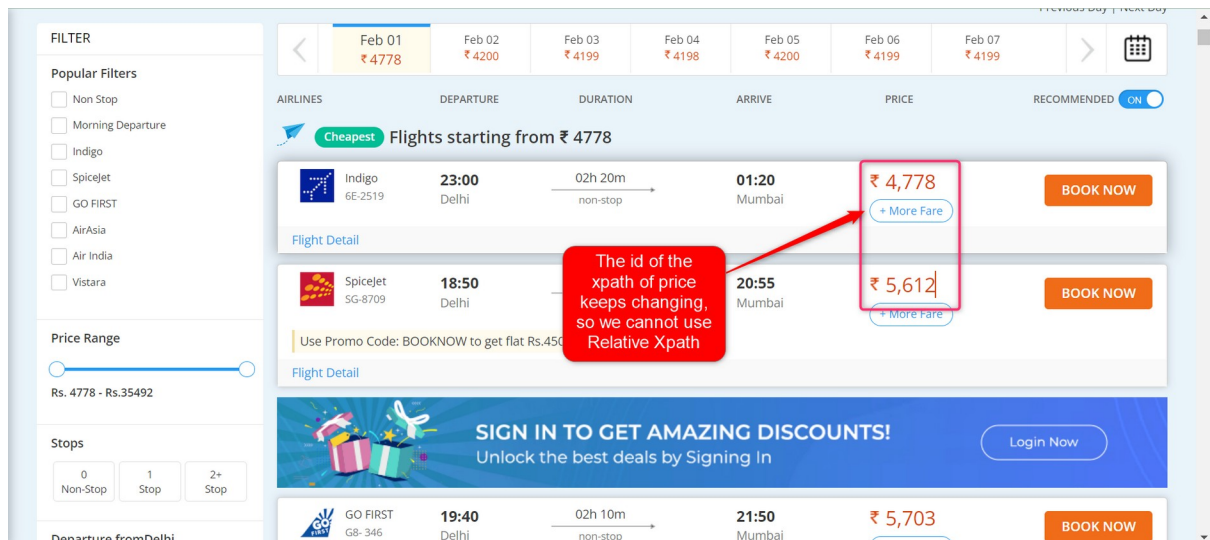 Previous Day | Next Day
FILTER
Popular Filters
Non Stop
Morning Departure
Indigo
SpiceJet
GO FIRST
AirAsia
Air India
Vistara
Price Range
Rs. 4778 - Rs.35492
Stops
0 1 2+
Non-Stop Stop Stop
Departure fromDelhi
Feb 01 Feb 02 Feb 03 Feb 04 Feb 05 Feb 06 Feb 07
₹ 4778 ₹ 4200 ₹ 4199 ₹ 4198 ₹ 4200 ₹ 4199 ₹ 4199
AIRLINES DEPARTURE DURATION ARRIVE PRICE RECOMMENDED ON
Cheapest Flights starting from ₹ 4778
Indigo 23:00 02h 20m 01:20 ₹ 4,778 BOOK NOW
6E-2519 Delhi non-stop Mumbai + More Fare
Flight Detail
SpiceJet 18:50 20:55 ₹ 5,612 BOOK NOW
SG-8709 Delhi Mumbai + More Fare
Use Promo Code: BOOKNOW to get flat Rs.450
Flight Detail
The id of the
xpath of price
keeps changing,
so we cannot use
Relative Xpath
SIGN IN TO GET AMAZING DISCOUNTS!
Unlock the best deals by Signing In
Login Now
GO FIRST 19:40 02h 10m 21:50 ₹ 5,703 BOOK NOW
G8- 346 Delhi non-stop Mumbai